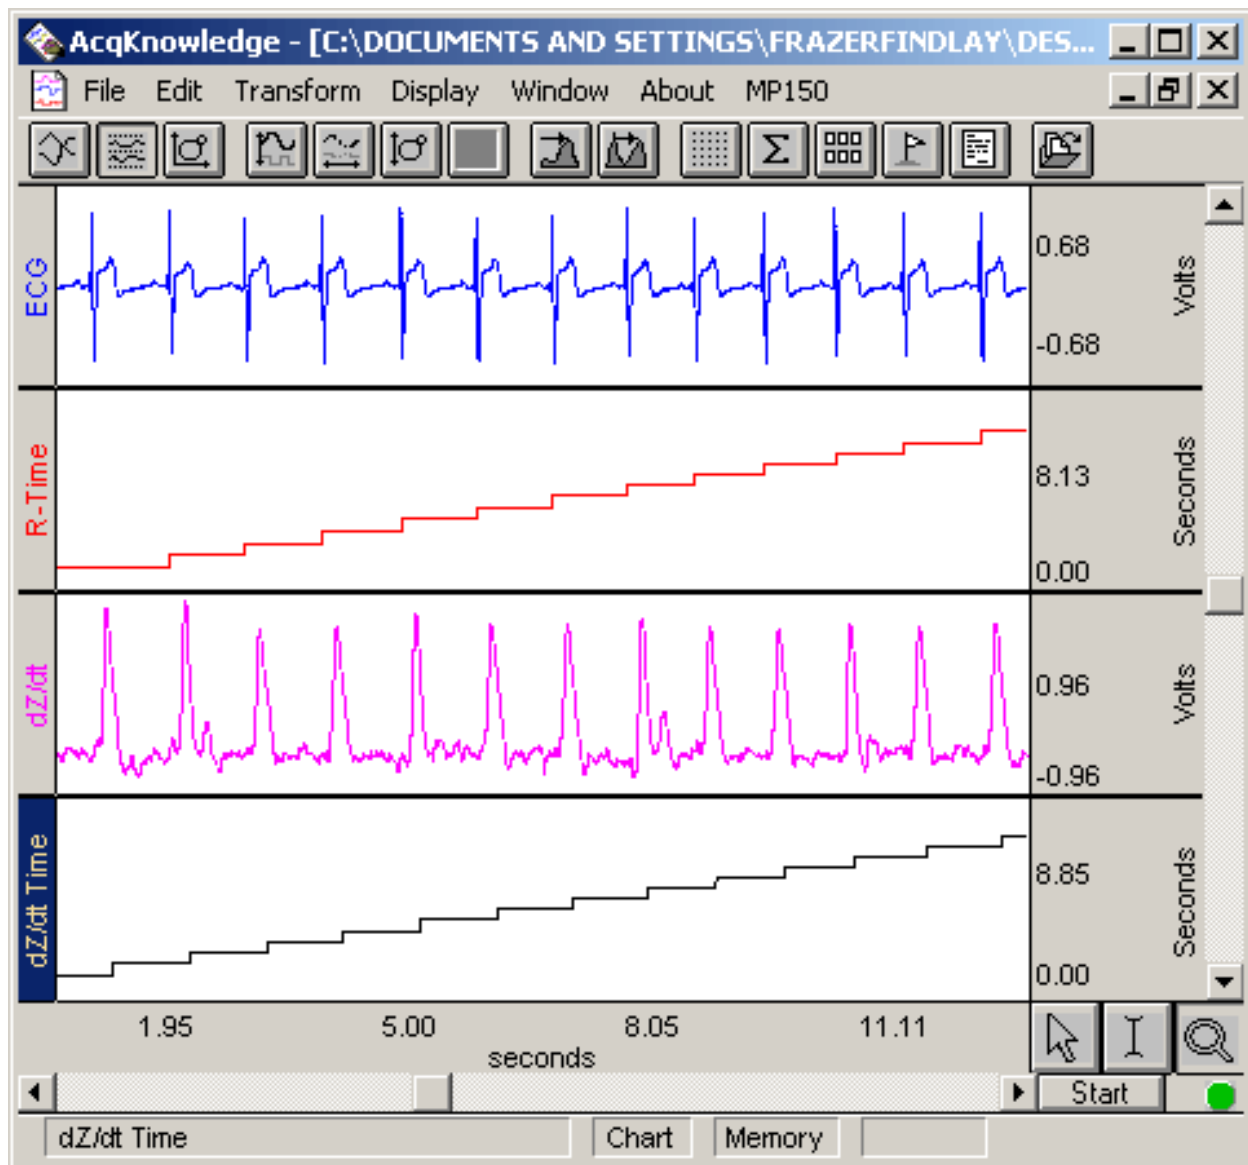 AcqKnowledge - [C:\DOCUMENTS AND SETTINGS\FRAZERFINDLAY\DES...
File Edit Transform Display Window About MP150
ECG
0.68
-0.68
Volts
R-Time
8.13
0.00
Seconds
dZ/dt
0.96
-0.96
Volts
dZ/dt Time
8.85
0.00
Seconds
1.95 5.00 8.05 11.11
seconds
Start
dZ/dt Time Chart Memory